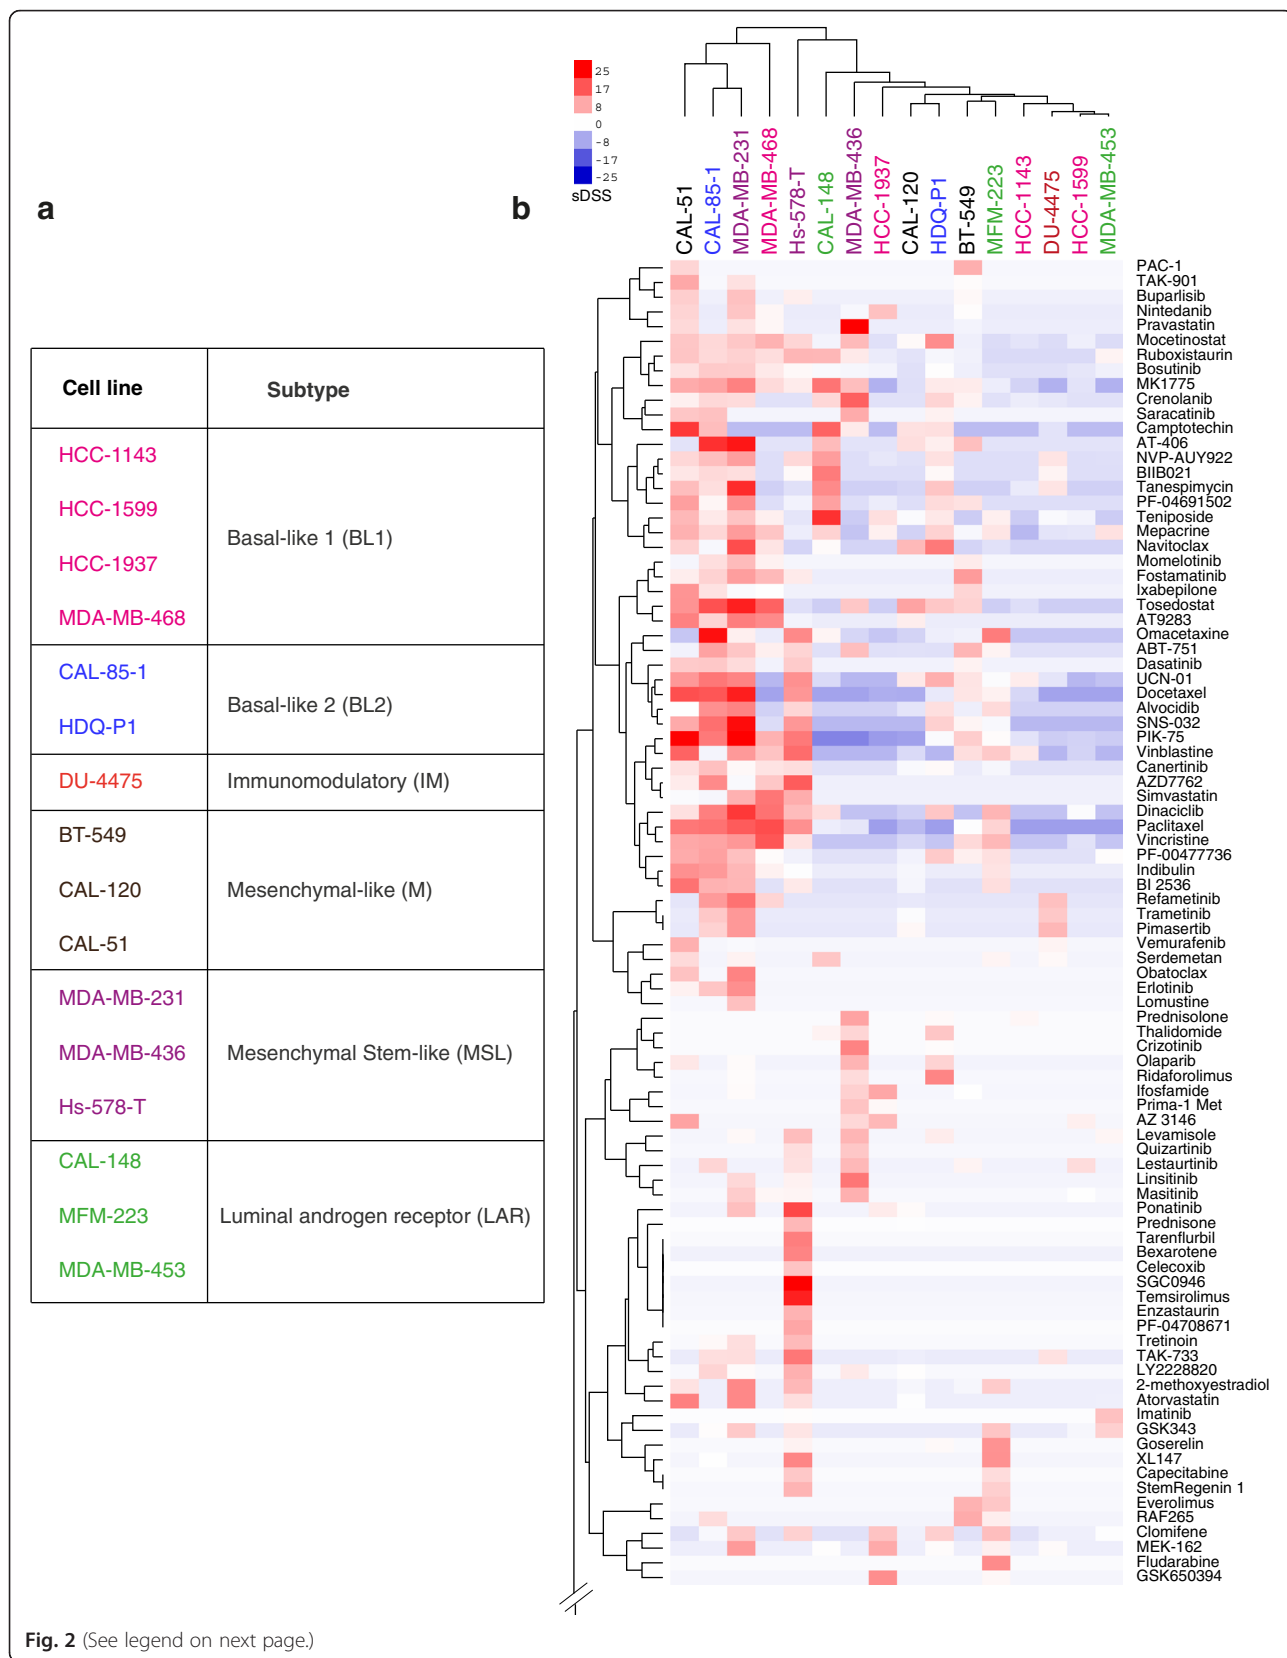 a
Cell line
Subtype
HCC-1143
HCC-1599
HCC-1937
MDA-MB-468
Basal-like 1 (BL1)
CAL-85-1
HDQ-P1
Basal-like 2 (BL2)
DU-4475
Immunomodulatory (IM)
BT-549
CAL-120
CAL-51
Mesenchymal-like (M)
MDA-MB-231
MDA-MB-436
Hs-578-T
Mesenchymal Stem-like (MSL)
CAL-148
MFM-223
MDA-MB-453
Luminal androgen receptor (LAR)
b
25
17
8
0
-8
-17
-25
sDSS
CAL-51
CAL-85-1
MDA-MB-231
MDA-MB-468
Hs-578-T
CAL-148
MDA-MB-436
HCC-1937
CAL-120
HDQ-P1
BT-549
MFM-223
HCC-1143
DU-4475
HCC-1599
MDA-MB-453
PAC-1
TAK-901
Buparlisib
Nintedanib
Pravastatin
Mocetinostat
Ruboxistaurin
Bosutinib
MK1775
Crenolanib
Saracatinib
Camptotechin
AT-406
NVP-AUY922
BIIB021
Tanespimycin
PF-04691502
Teniposide
Mepacrine
Navitoclax
Momelotinib
Fostamatinib
Ixabepilone
Tosedostat
AT9283
Omacetaxine
ABT-751
Dasatinib
UCN-01
Docetaxel
Alvocidib
SNS-032
PIK-75
Vinblastine
Canertinib
AZD7762
Simvastatin
Dinaciclib
Paclitaxel
Vincristine
PF-00477736
Indibulin
BI 2536
Refametinib
Trametinib
Pimasertib
Vemurafenib
Serdemetan
Obatoclax
Erlotinib
Lomustine
Prednisolone
Thalidomide
Crizotinib
Olaparib
Ridaforolimus
Ifosfamide
Prima-1 Met
AZ 3146
Levamisole
Quizartinib
Lestaurtinib
Linsitinib
Masitinib
Ponatinib
Prednisone
Tarenflurbil
Bexarotene
Celecoxib
SGC0946
Temsirolimus
Enzastaurin
PF-04708671
Tretinoin
TAK-733
LY2228820
2-methoxyestradiol
Atorvastatin
Imatinib
GSK343
Goserelin
XL147
Capecitabine
StemRegenin 1
Everolimus
RAF265
Clomifene
MEK-162
Fludarabine
GSK650394
Fig. 2 (See legend on next page.)